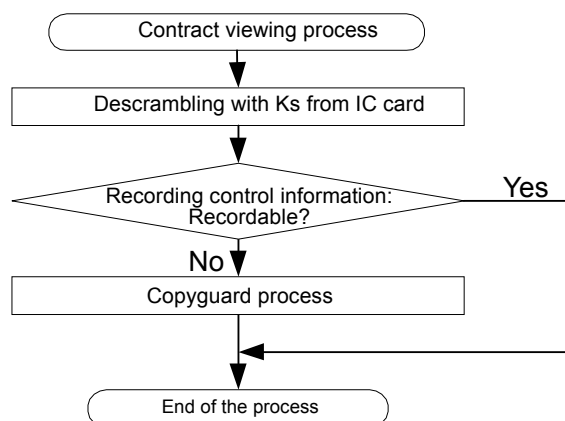 Contract viewing process
Descrambling with Ks from IC card
Recording control information:
Recordable?
Yes
No
Copyguard process
End of the process